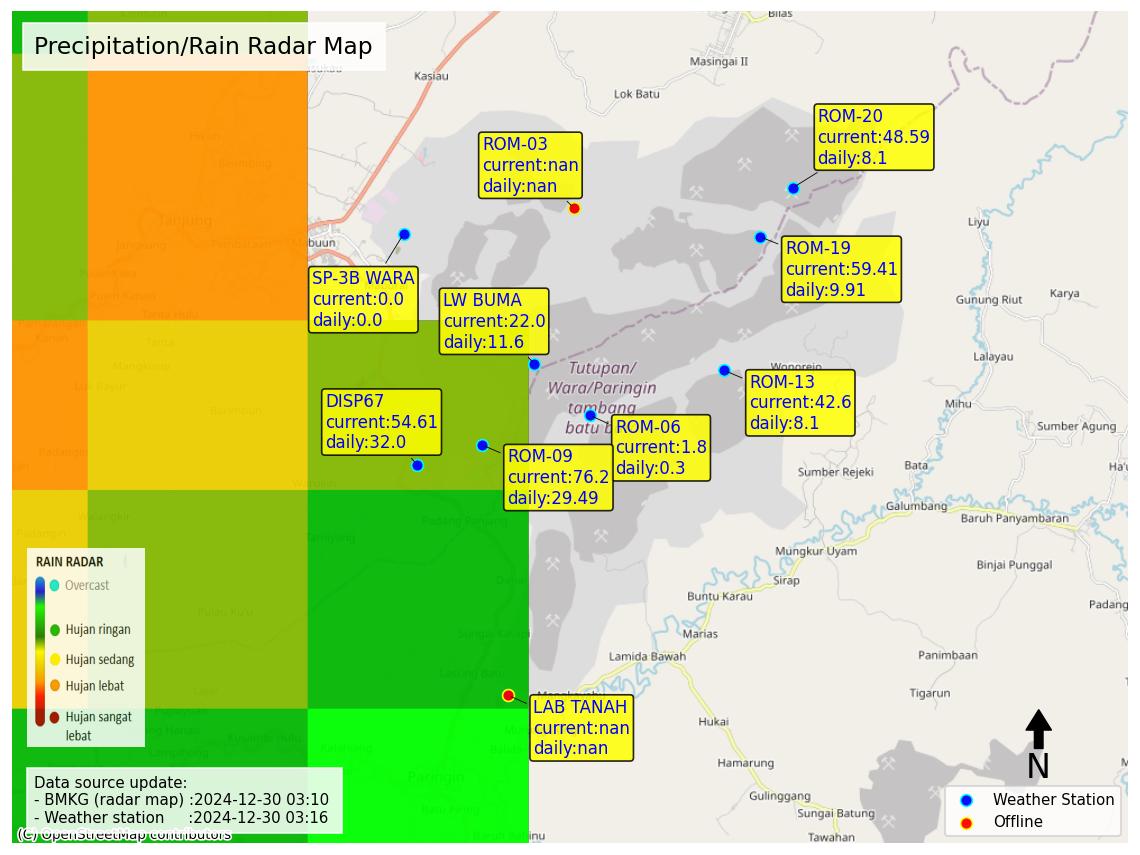 Precipitation/Rain Radar Map
Bilas
Masingai II
Kasiau
Lok Batu
ROM-20
current:48.59
daily:8.1
ROM-03
current:nan
daily:nan
Tanjung
Mabuun
Liyu
ROM-19
current:59.41
daily:9.91
SP-3B WARA
current:0.0
daily:0.0
LW BUMA
current:22.0
daily:11.6
Gunung Riut
Karya
Lalayau
Wonorejo
Tutupan/
Wara/Paringin
tambang
ROM-13
current:42.6
daily:8.1
DISP67
current:54.61
daily:32.0
ROM-06
current:1.8
daily:0.3
ROM-09
current:76.2
daily:29.49
Mihu
Sumber Agung
Bata
Sumber Rejeki
Galumbang
Baruh Panyambaran
Padang Panjang
Mungkur Uyam
Binjai Punggal
Sirap
Buntu Karau
Marias
Lamida Bawah
Panimbaan
Tigarun
RAIN RADAR
Overcast
Hujan ringan
Hujan sedang
Hujan lebat
Hujan sangat
lebat
LAB TANAH
current:nan
daily:nan
Hukai
Hamarung
Gulinggang
Sungai Batung
Tawahan
Paringin
N
Weather Station
Offline
Data source update:
- BMKG (radar map) :2024-12-30 03:10
- Weather station :2024-12-30 03:16
(C) OpenStreetMap contributors